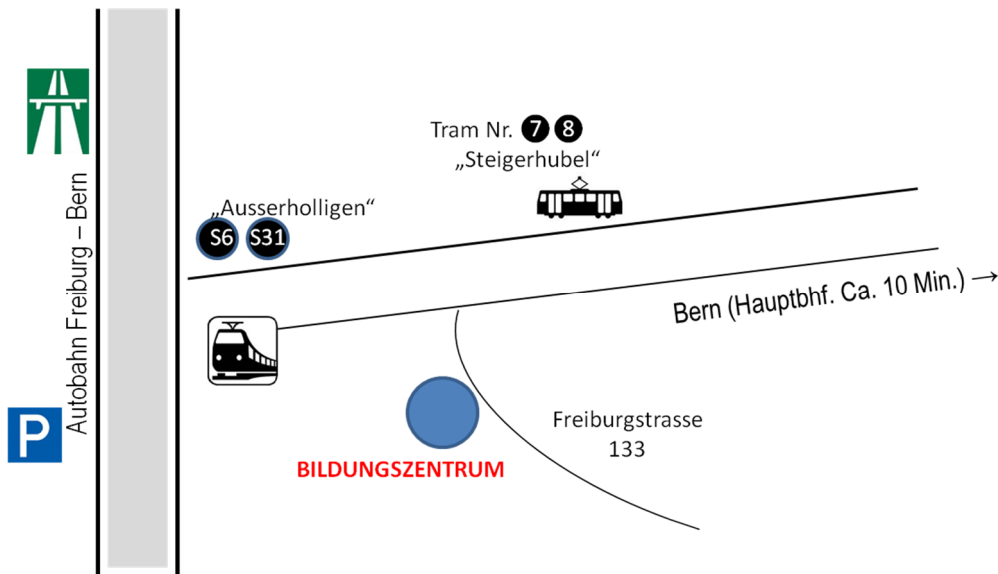 Tram Nr. 7 8
„Steigerhubel“
„Ausserholligen“
S6 S31
Autobahn Freiburg – Bern
Bern (Hauptbhf. Ca. 10 Min.) →
P
Freiburgstrasse
133
BILDUNGSZENTRUM